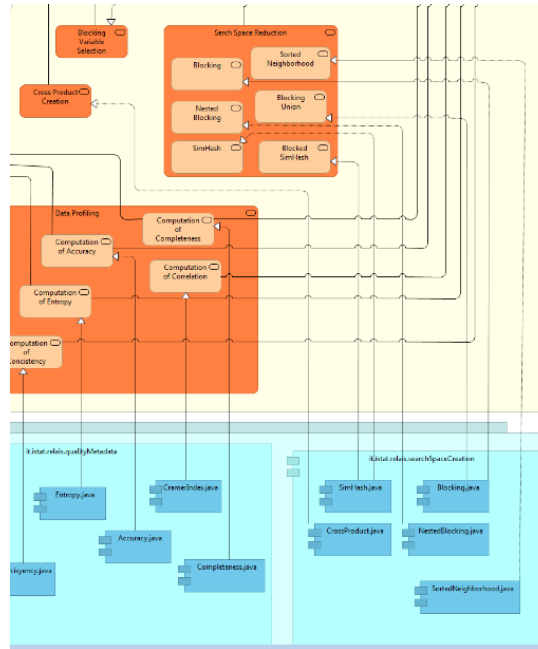 Blocking
Variable
Selection
Serch Space Reduction
Sorted
Neighborhood
Blocking
Cross Product
Creation
Nested
Blocking
Blocking
Union
SimHash
Blocked
SimHash
Data Profiling
Computation
of
Completeness
Computation
of Accuracy
Computation
of Correlation
Computation
of Entropy
omputation
of
Concistency
it.istat.relais.qualityMetadata
it.istat.relais.searchSpaceCreation
Entropy.java
CramerIndex.java
SimHash.java
Blocking.java
Accuracy.java
CrossProduct.java
NestedBlocking.java
Completeness.java
cisyency.java
SortedNeighborhood.java